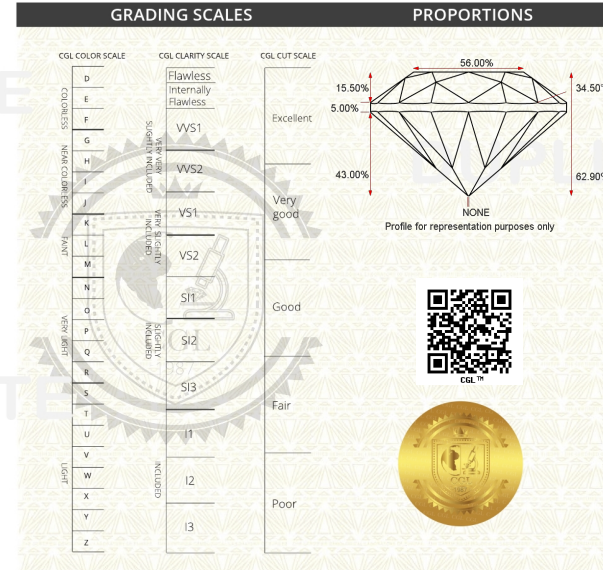 GRADING SCALES
PROPORTIONS
CGL COLOR SCALE
CGL CLARITY SCALE
CGL CUT SCALE
COLORLESS
NEAR COLORLESS
FAINT
VERY LIGHT
LIGHT
D
E
F
G
H
I
J
K
L
M
N
O
P
Q
R
S
T
U
V
W
X
Y
Z
Flawless
Internally
Flawless
VERY VERY
SLIGHTLY INCLUDED
VVS1
VVS2
VERY SLIGHTLY
INCLUDED
VS1
VS2
SLIGHTLY
INCLUDED
SI1
SI2
SI3
INCLUDED
I1
I2
I3
Excellent
Very
good
Good
Fair
Poor
56.00%
15.50%
34.50°
5.00%
43.00%
62.90%
NONE
Profile for representation purposes only
CGL™
CGL
CGL